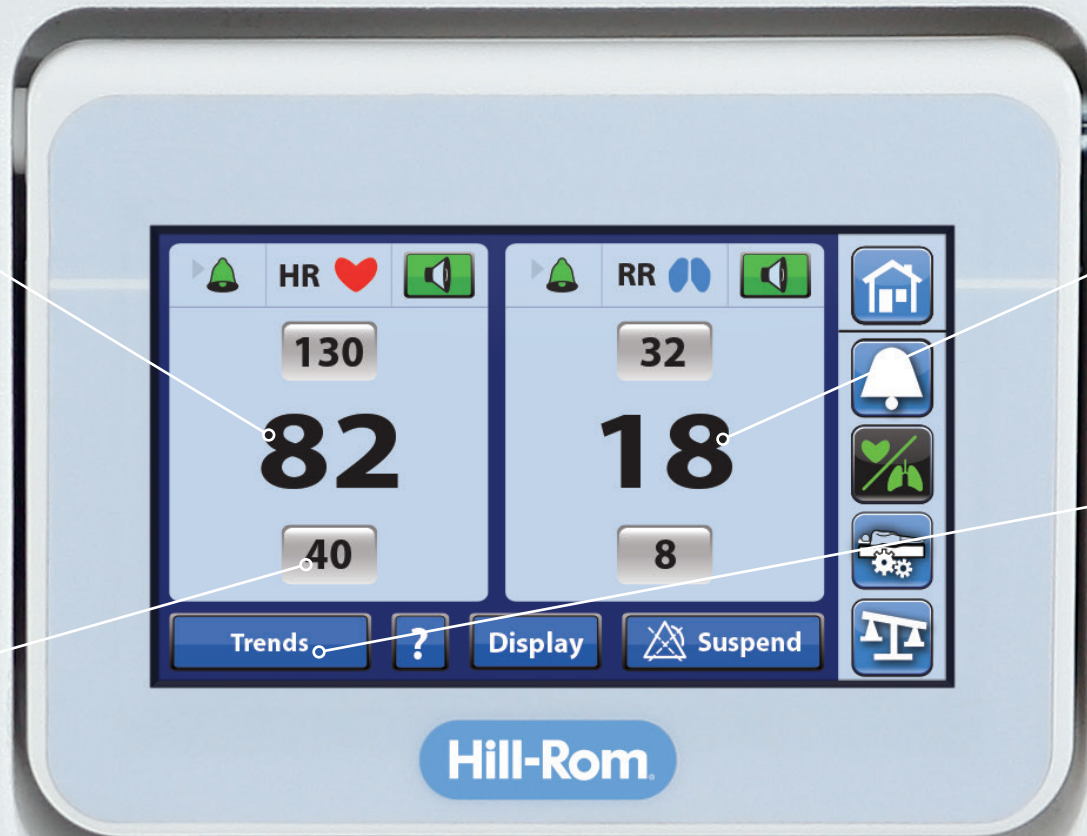 HR
130
82
40
RR
32
18
8
Trends
?
Display
Suspend
Hill-Rom